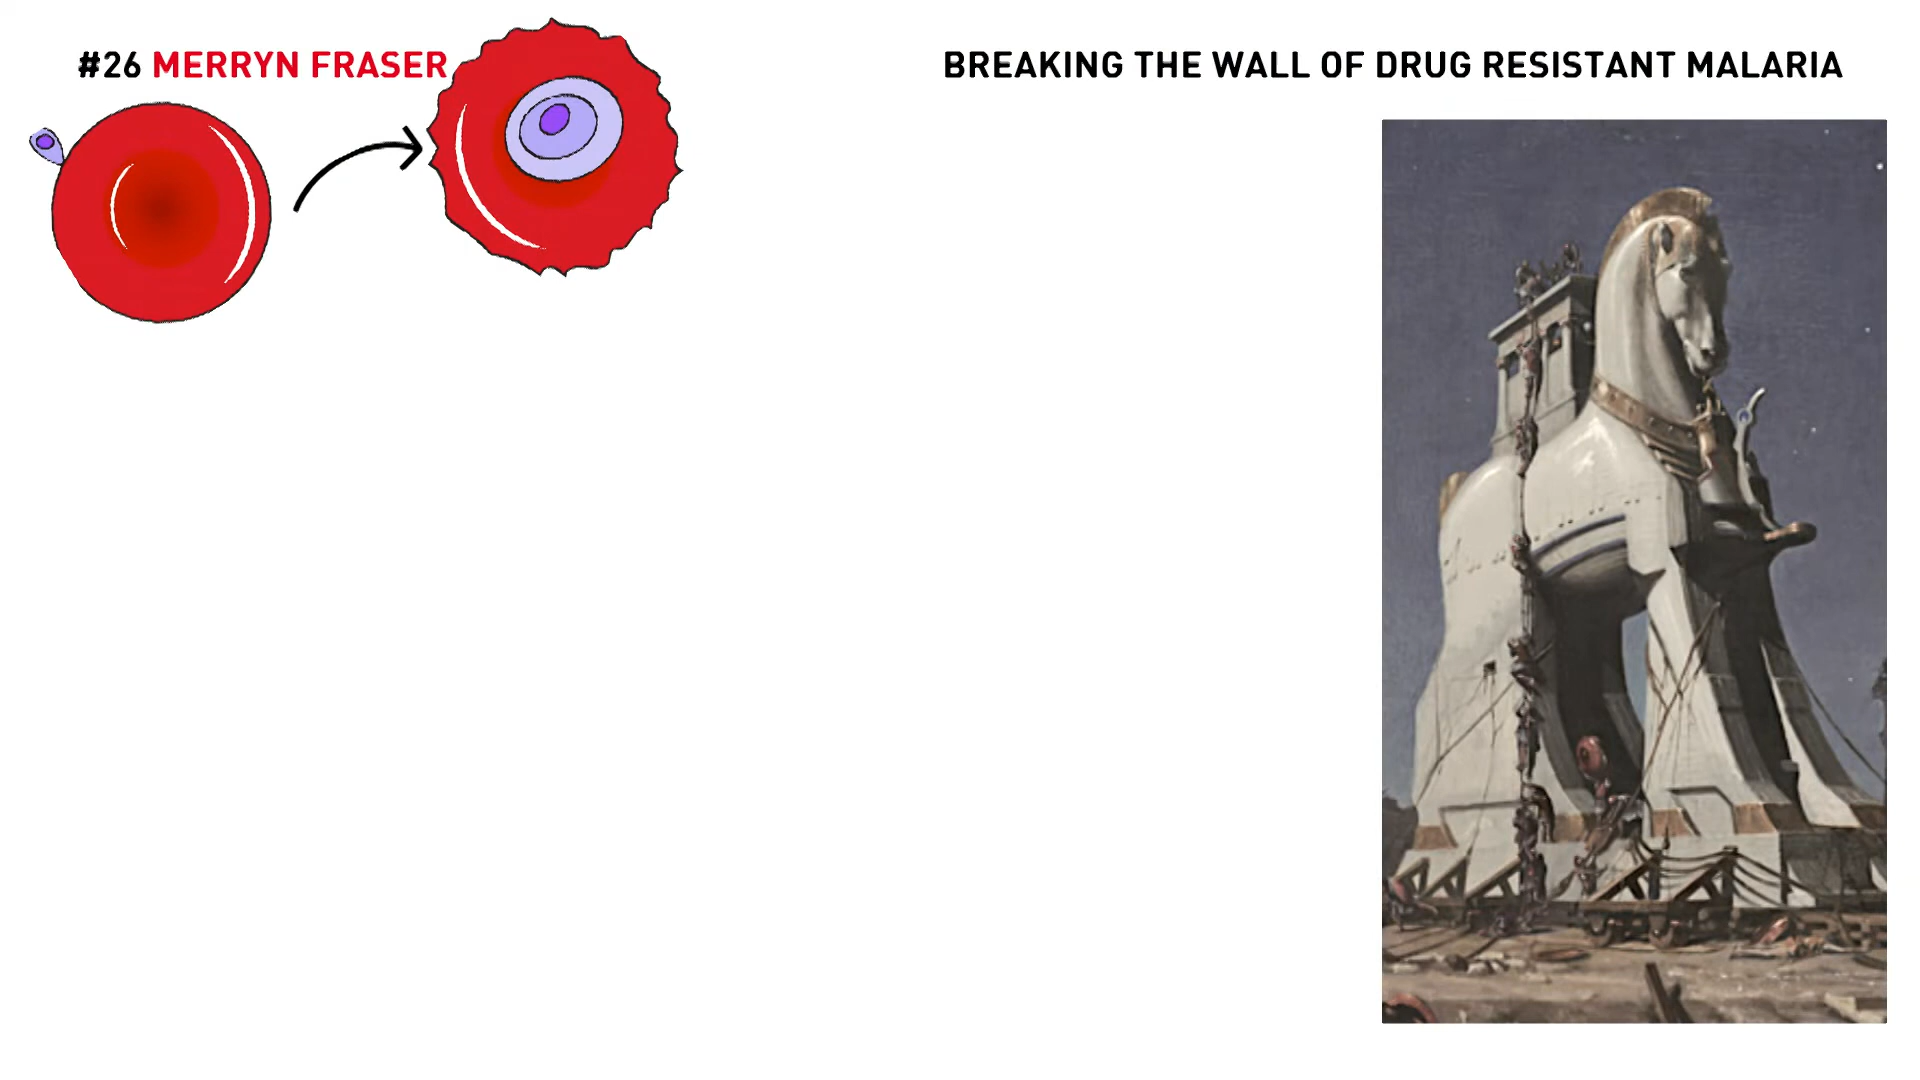 #26 MERRYN FRASER
BREAKING THE WALL OF DRUG RESISTANT MALARIA